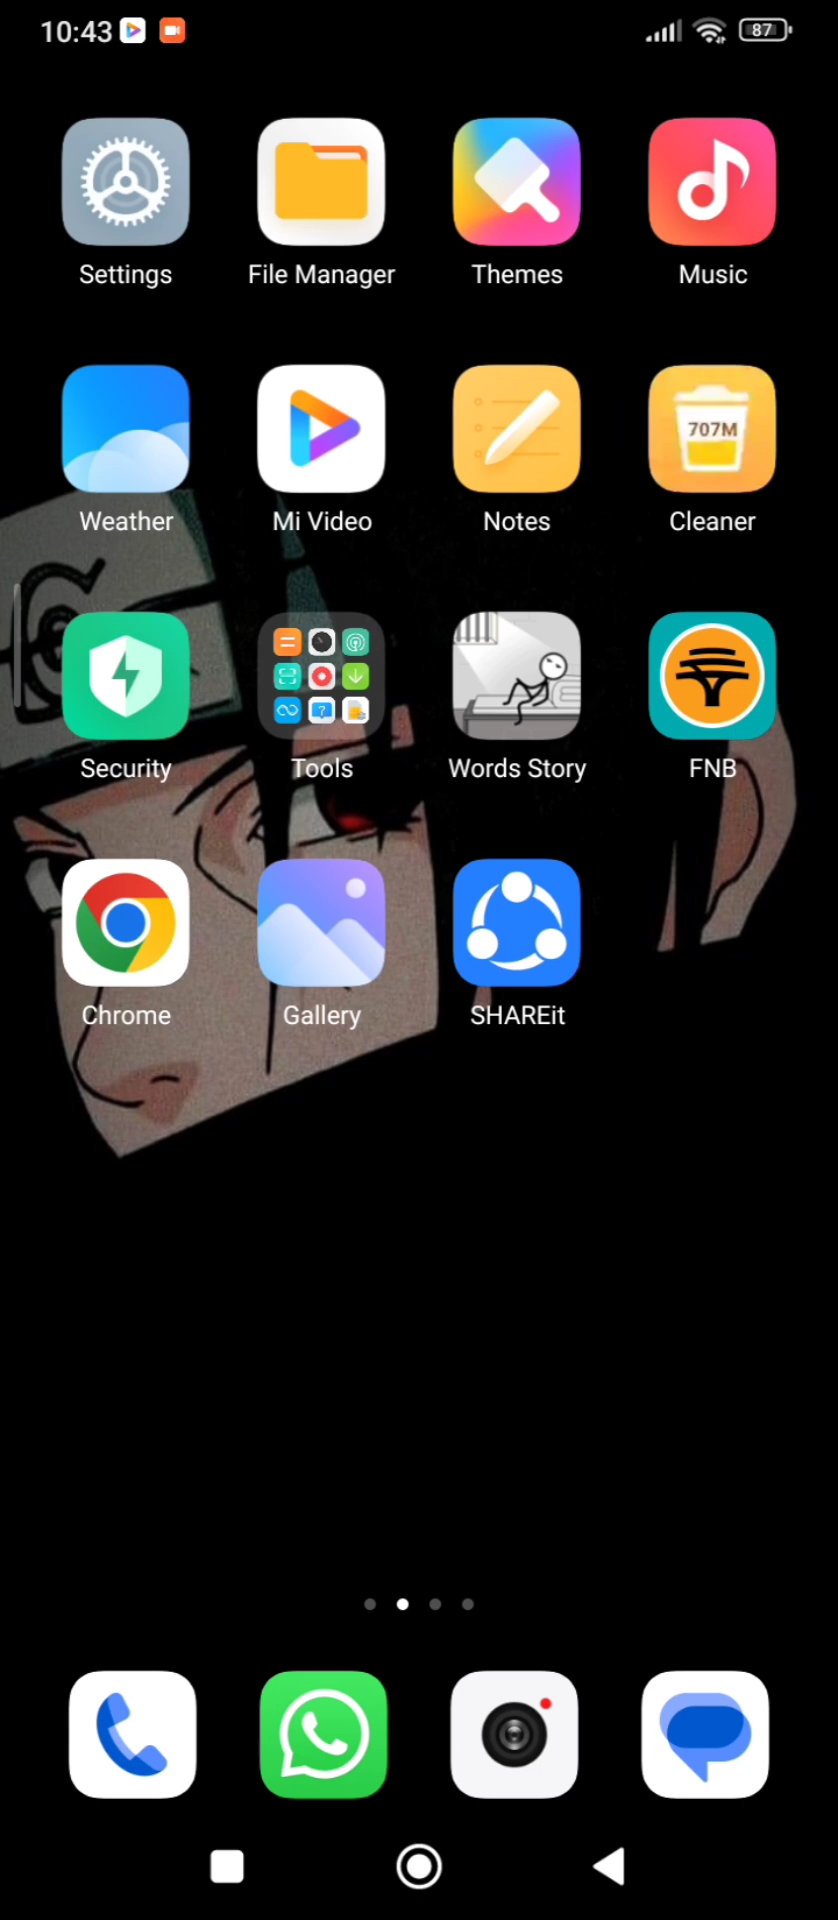 10:43 87
Settings File Manager Themes Music
707M
Weather Mi Video Notes Cleaner
Security Tools Words Story FNB
Chrome Gallery SHAREit